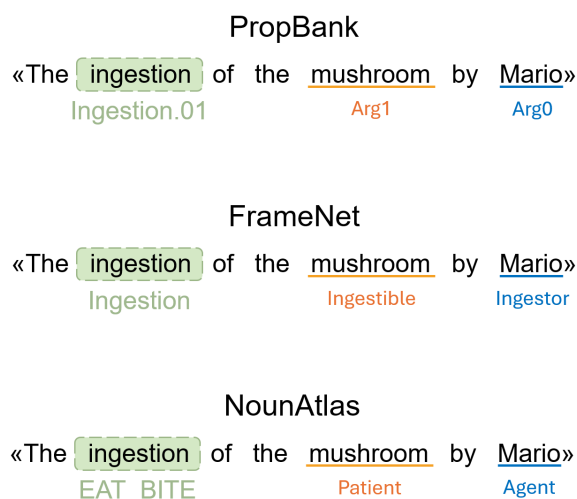 PropBank
«The ingestion of the mushroom by Mario»
Ingestion.01 Arg1 Arg0
FrameNet
«The ingestion of the mushroom by Mario»
Ingestion Ingestible Ingestor
NounAtlas
«The ingestion of the mushroom by Mario»
EAT_BITE Patient Agent